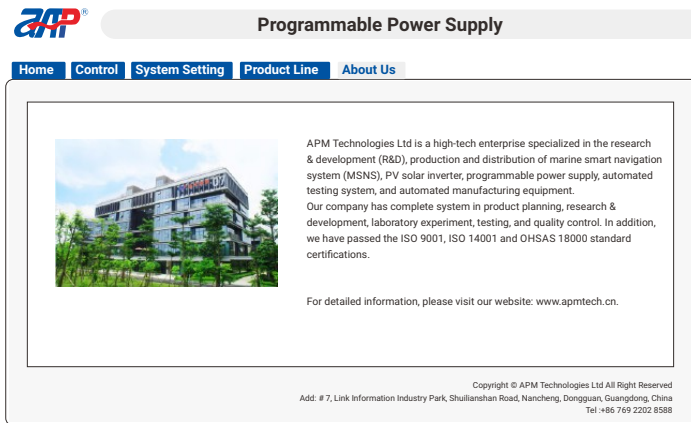 APM®
Programmable Power Supply
Home Control System Setting Product Line About Us
APM Technologies Ltd is a high-tech enterprise specialized in the research
& development (R&D), production and distribution of marine smart navigation
system (MSNS), PV solar inverter, programmable power supply, automated
testing system, and automated manufacturing equipment.
Our company has complete system in product planning, research &
development, laboratory experiment, testing, and quality control. In addition,
we have passed the ISO 9001, ISO 14001 and OHSAS 18000 standard
certifications.
For detailed information, please visit our website: www.apmtech.cn.
Copyright © APM Technologies Ltd All Right Reserved
Add: # 7, Link Information Industry Park, Shuilianshan Road, Nancheng, Dongguan, Guangdong, China
Tel :+86 769 2202 8588